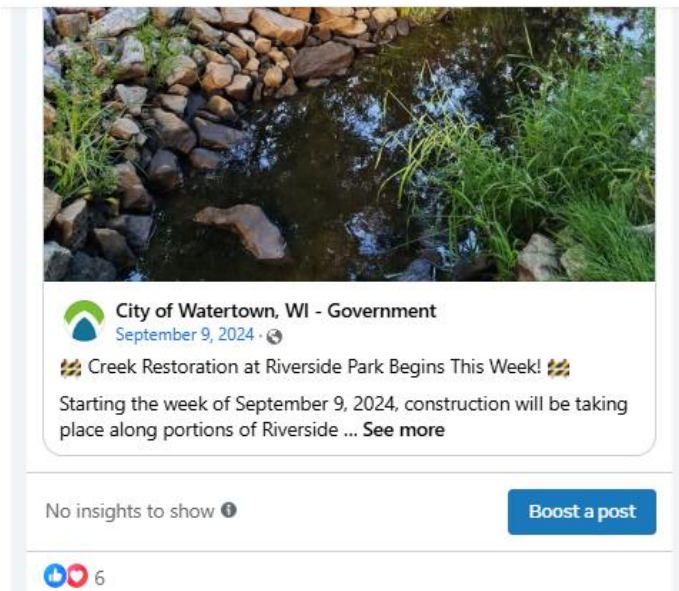 City of Watertown, WI - Government
September 9, 2024 ·
🚧 Creek Restoration at Riverside Park Begins This Week! 🚧
Starting the week of September 9, 2024, construction will be taking
place along portions of Riverside ... See more
No insights to show
Boost a post
6